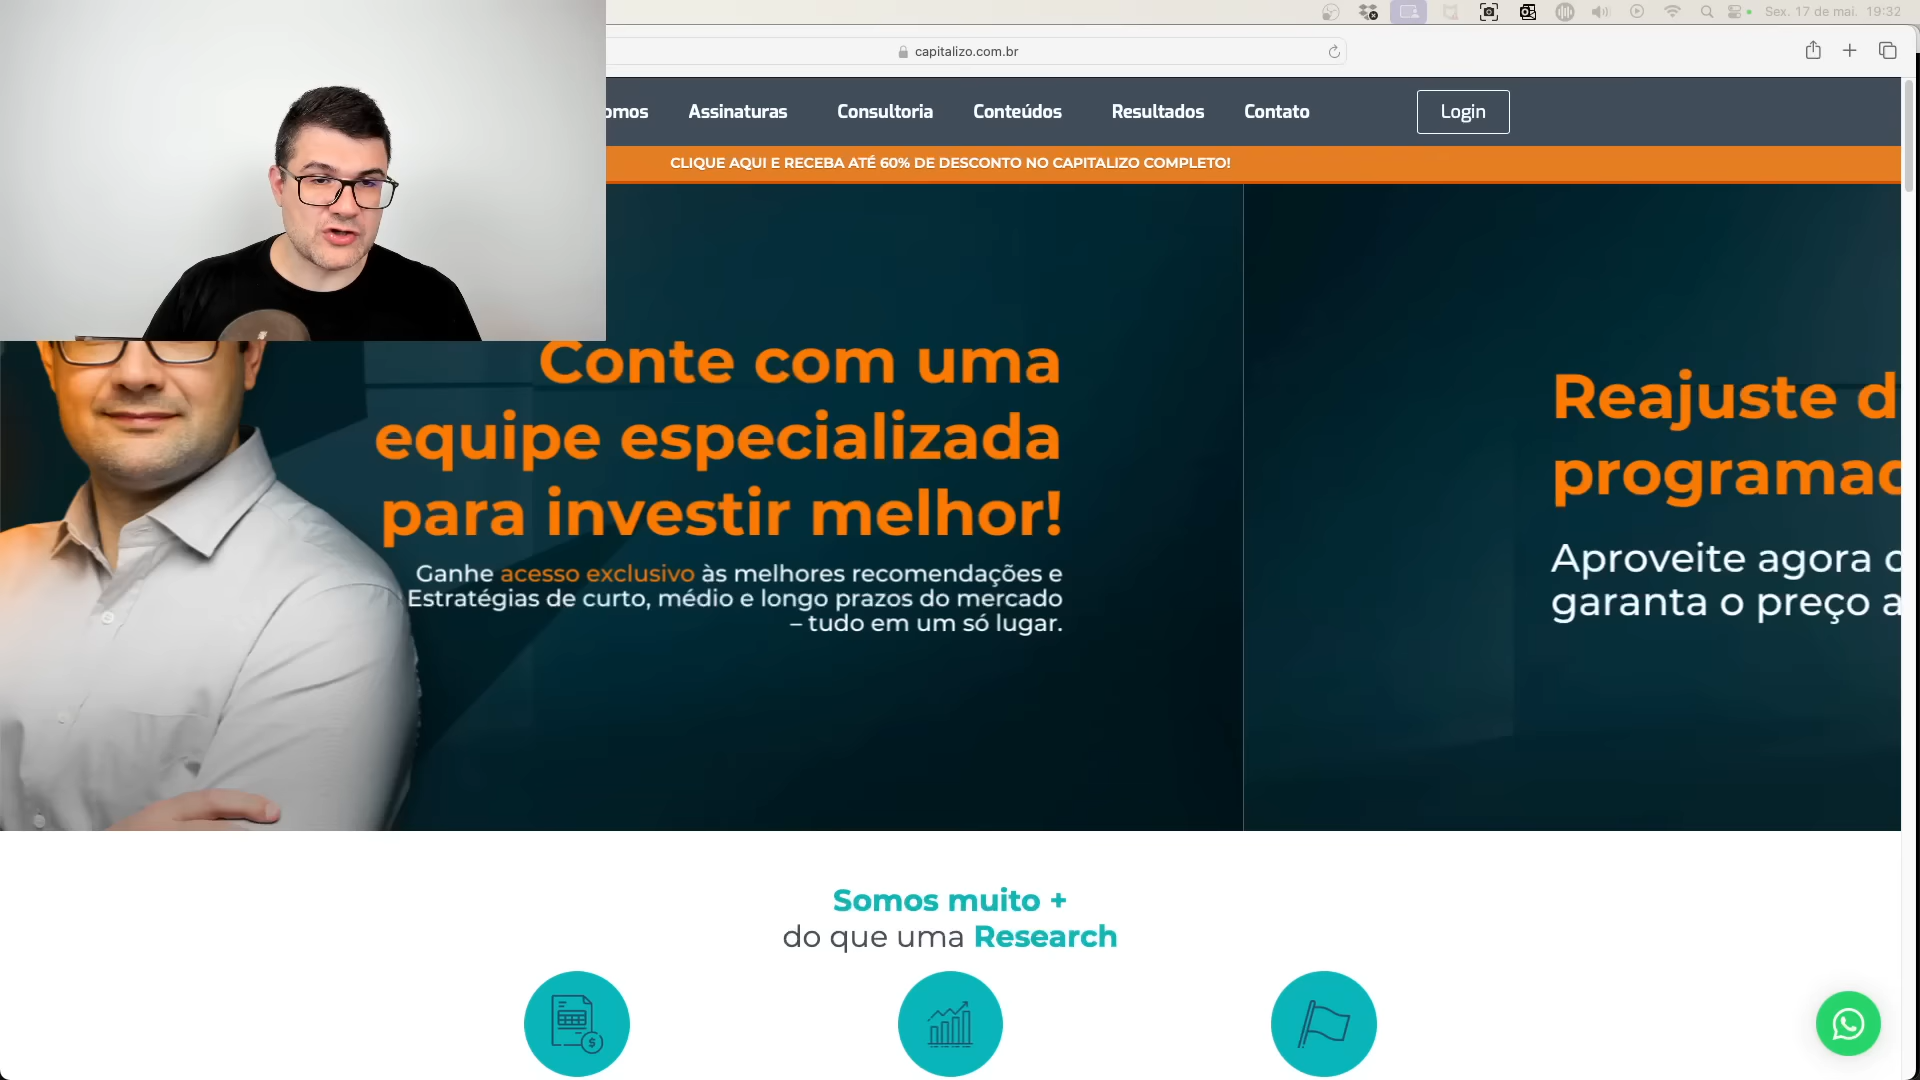 Sex. 17 de mai. 19:32
capitalizo.com.br
omos Assinaturas Consultoria Conteúdos Resultados Contato Login
CLIQUE AQUI E RECEBA ATÉ 60% DE DESCONTO NO CAPITALIZO COMPLETO!
Conte com uma
equipe especializada
para investir melhor!
Ganhe acesso exclusivo às melhores recomendações e
Estratégias de curto, médio e longo prazos do mercado
– tudo em um só lugar.
Reajuste d
programac
Aproveite agora o
garanta o preço a
Somos muito +
do que uma Research